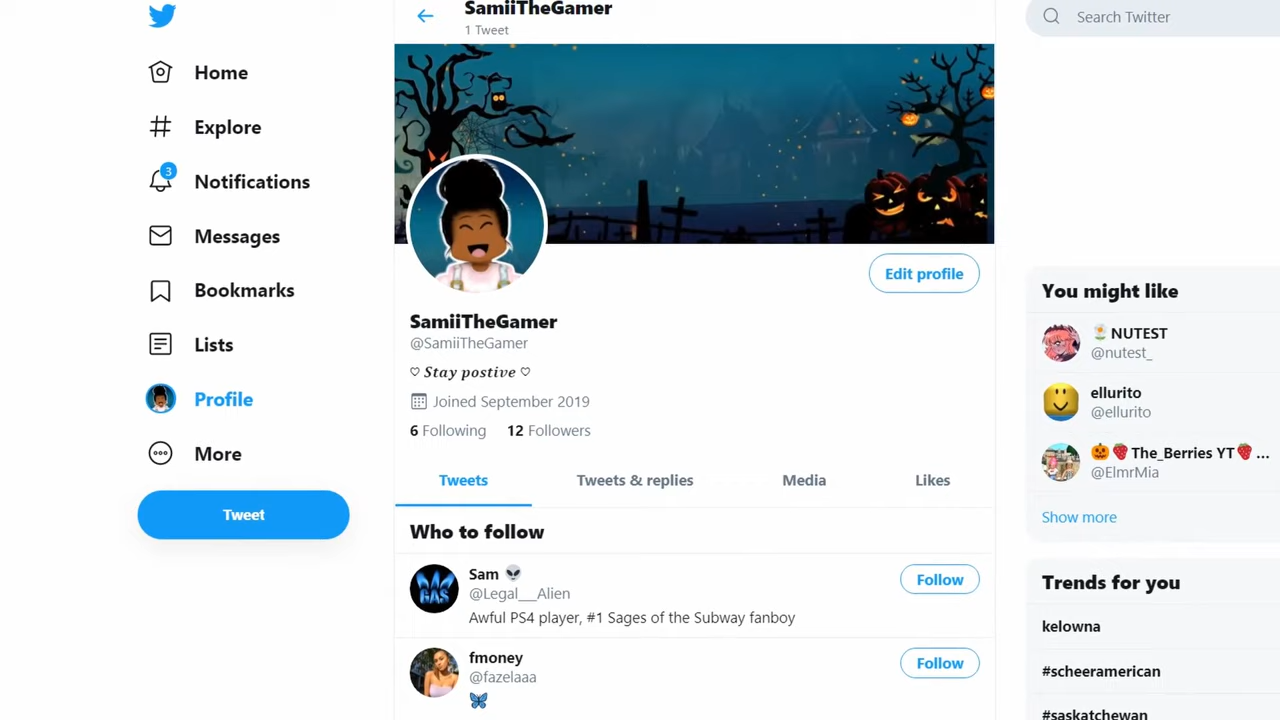 SamiiTheGamer
1 Tweet
Search Twitter
Home
Explore
3
Notifications
Messages
Bookmarks
Lists
Profile
More
Tweet
Edit profile
SamiiTheGamer
@SamiiTheGamer
♡ Stay postive ♡
Joined September 2019
6 Following 12 Followers
Tweets Tweets & replies Media Likes
Who to follow
Sam 👽
@Legal___Alien
Awful PS4 player, #1 Sages of the Subway fanboy
Follow
GAS
fmoney
@fazelaaa
🦋
Follow
You might like
🌼 NUTEST
@nutest_
ellurito
@ellurito
🎃🍓The_Berries YT🍓 ...
@ElmrMia
Show more
Trends for you
kelowna
#scheeramerican
#saskatchewan